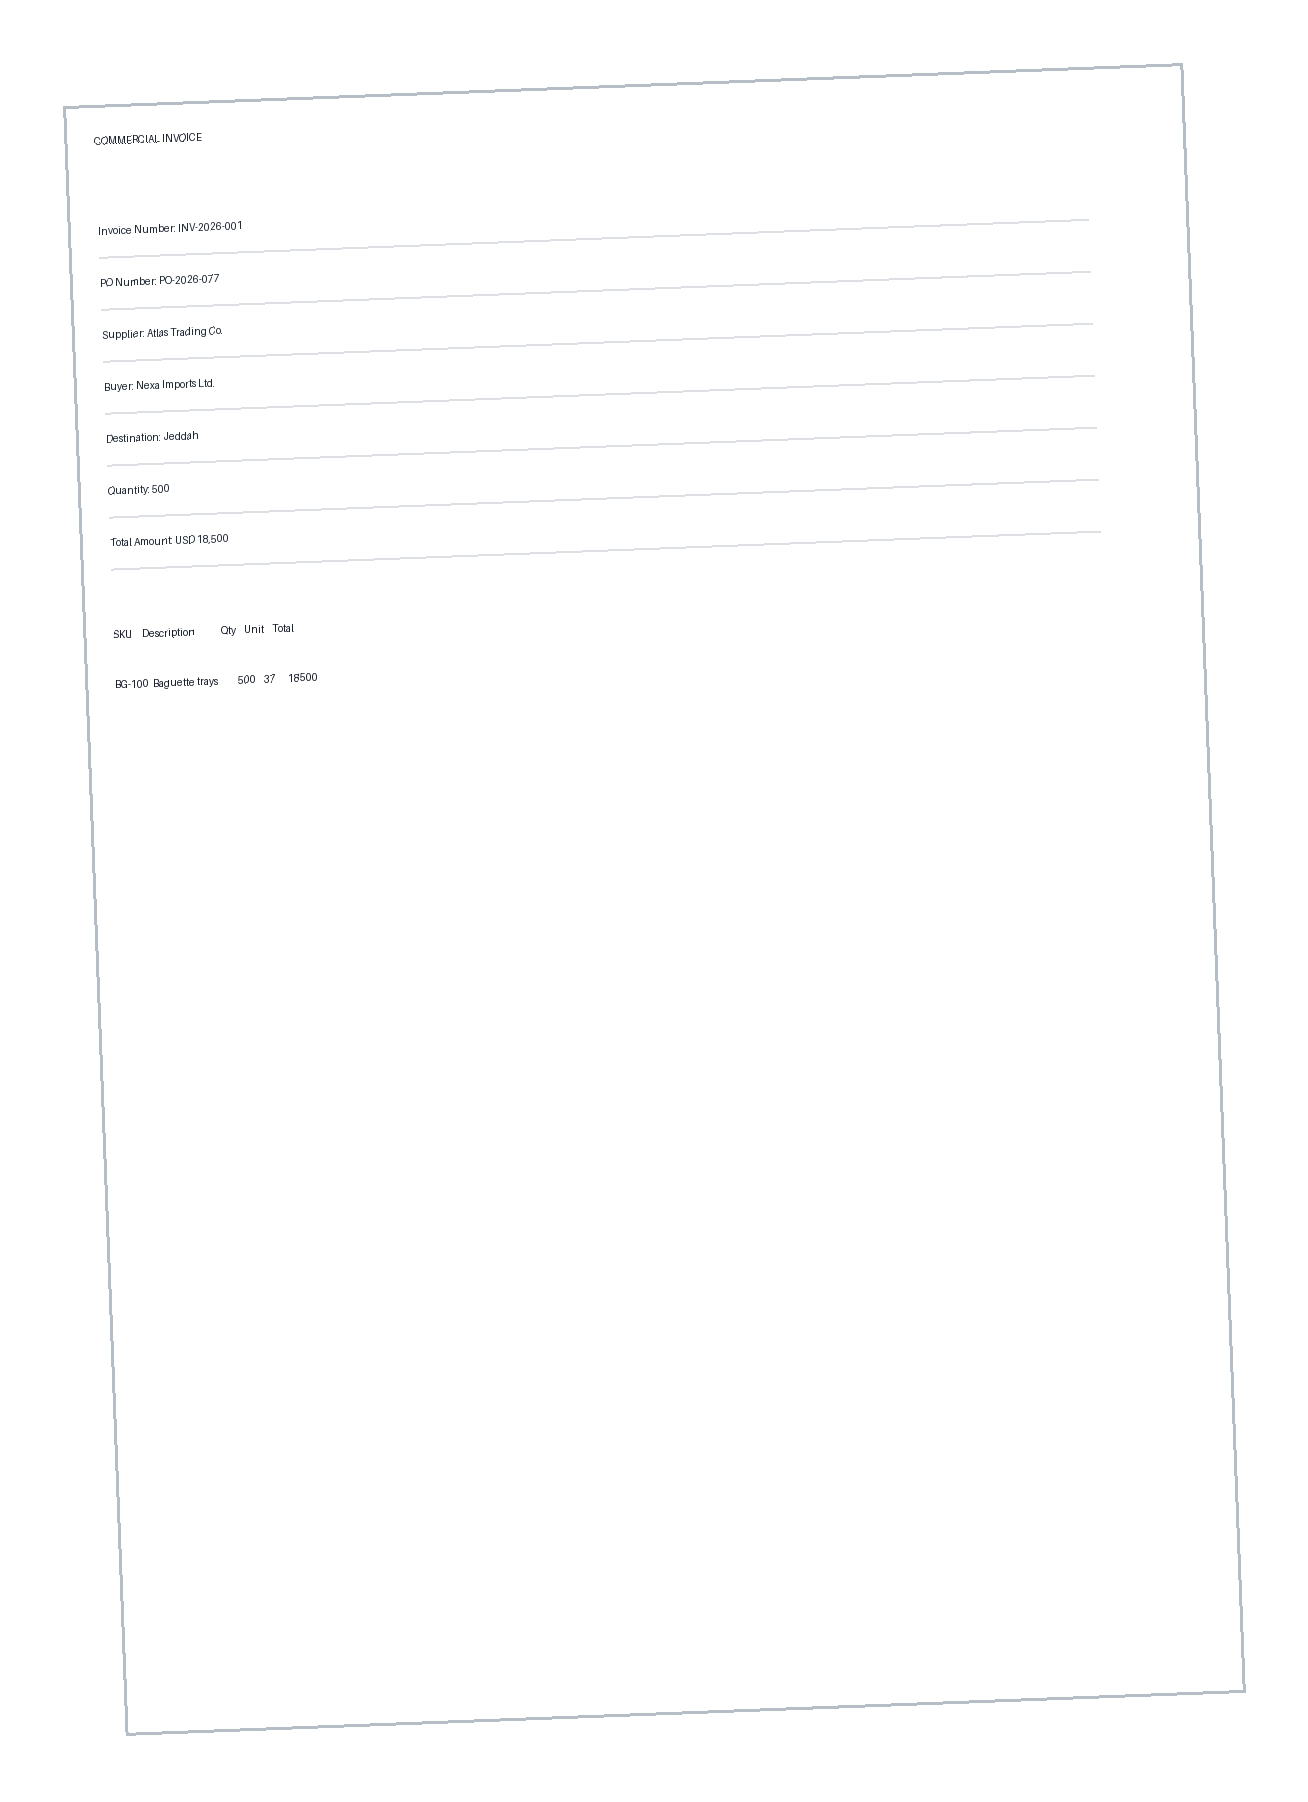 COMMERCIAL INVOICE
Invoice Number: INV-2026-001
PO Number: PO-2026-077
Supplier: Atlas Trading Co.
Buyer: Nexa Imports Ltd.
Destination: Jeddah
Quantity: 500
Total Amount: USD 18,500
SKU Description Qty Unit Total
BG-100 Baguette trays 500 37 18500